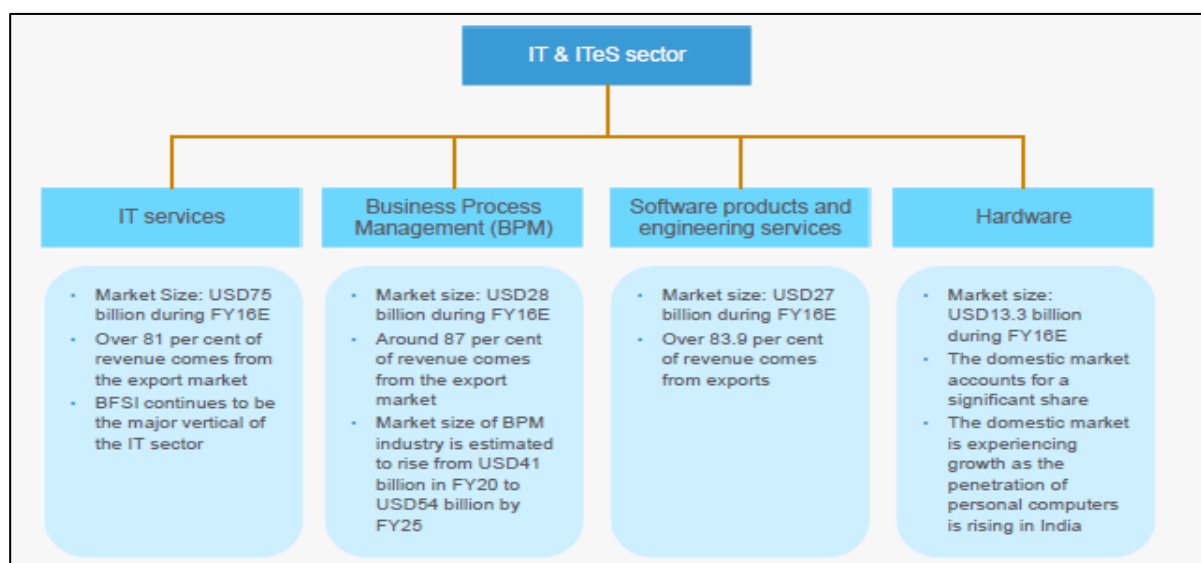 IT & ITeS sector
IT services
Business Process
Management (BPM)
Software products and
engineering services
Hardware
• Market Size: USD75
billion during FY16E
• Over 81 per cent of
revenue comes from
the export market
• BFSI continues to be
the major vertical of
the IT sector
• Market size: USD28
billion during FY16E
• Around 87 per cent
of revenue comes
from the export
market
• Market size of BPM
industry is estimated
to rise from USD41
billion in FY20 to
USD54 billion by
FY25
• Market size: USD27
billion during FY16E
• Over 83.9 per cent
of revenue comes
from exports
• Market size:
USD13.3 billion
during FY16E
• The domestic market
accounts for a
significant share
• The domestic market
is experiencing
growth as the
penetration of
personal computers
is rising in India